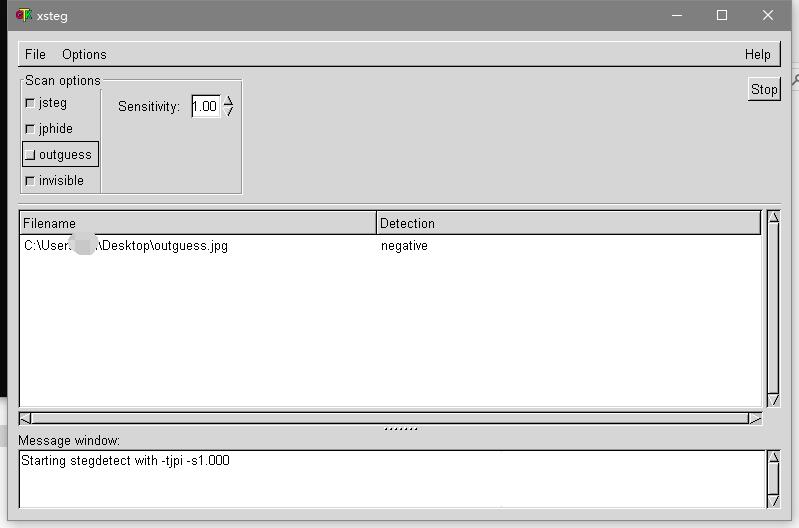 xsteg
File Options Help
Scan options
jsteg
Sensitivity: 1.00
Stop
jphide
outguess
invisible
Filename Detection
C:\User \Desktop\outguess.jpg negative
Message window:
Starting stegdetect with -tjpi -s1.000